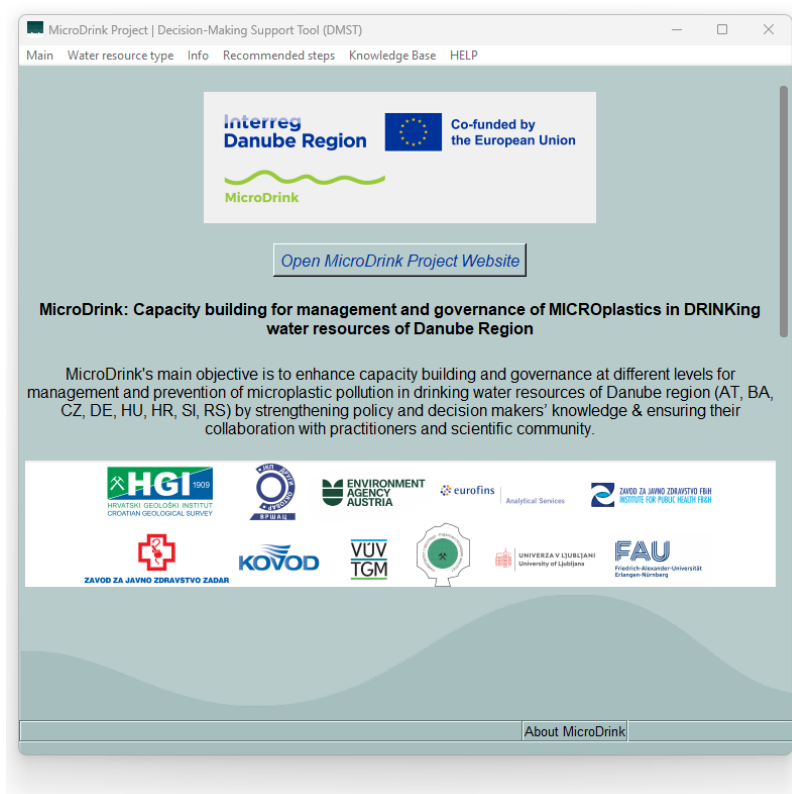 MicroDrink Project | Decision-Making Support Tool (DMST)
Main Water resource type Info Recommended steps Knowledge Base HELP
Interreg
Danube Region
Co-funded by
the European Union
MicroDrink
Open MicroDrink Project Website
MicroDrink: Capacity building for management and governance of MICROplastics in DRINKing
water resources of Danube Region
MicroDrink's main objective is to enhance capacity building and governance at different levels for
management and prevention of microplastic pollution in drinking water resources of Danube region (AT, BA,
CZ, DE, HU, HR, SI, RS) by strengthening policy and decision makers' knowledge & ensuring their
collaboration with practitioners and scientific community.
HGI 1909
HRVATSKI GEOLOŠKI INSTITUT
CROATIAN GEOLOGICAL SURVEY
ВРШАЦ
ENVIRONMENT
AGENCY
AUSTRIA
eurofins
Analytical Services
ZAVOD ZA JAVNO ZDRAVSTVO FBIH
INSTITUTE FOR PUBLIC HEALTH FB&H
ZAVOD ZA JAVNO ZDRAVSTVO ZADAR
KOVOD
VÚV
TGM
UNIVERZA V LJUBLJANI
University of Ljubljana
FAU
Friedrich-Alexander-Universität
Erlangen-Nürnberg
About MicroDrink